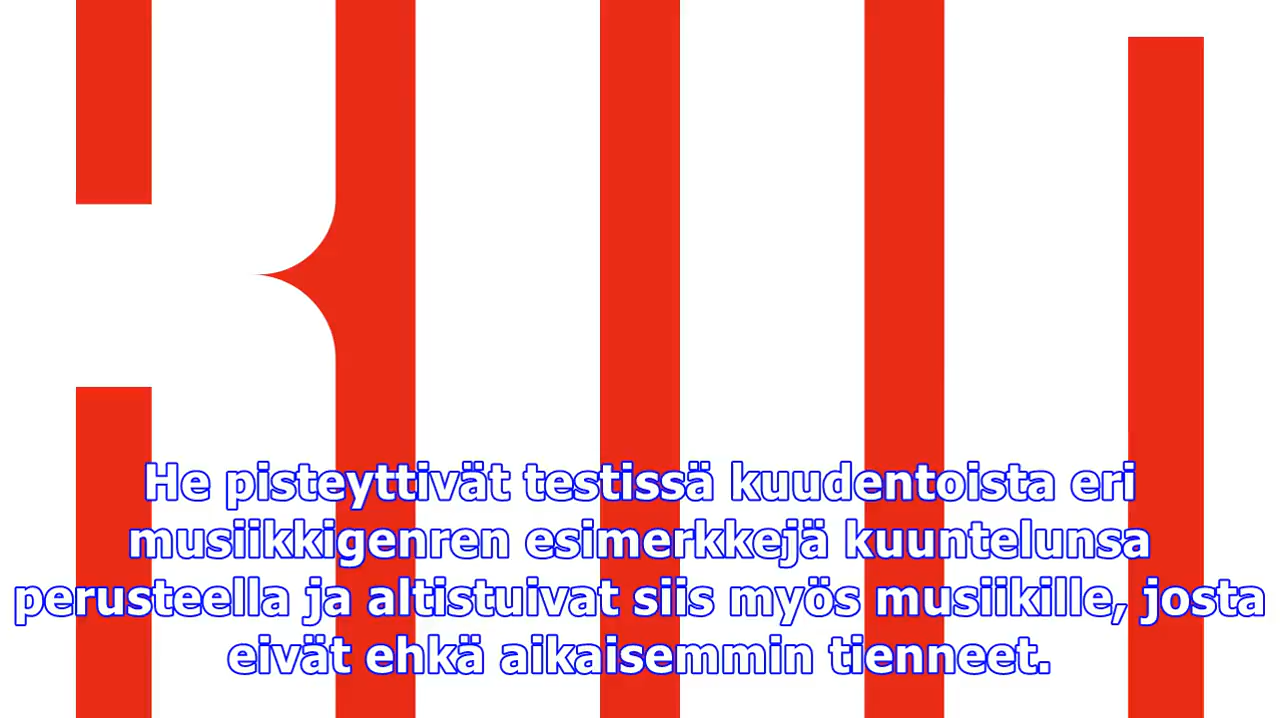 He pisteyttivät testissä kuudentoista eri
musiikkigenren esimerkkejä kuuntelunsa
perusteella ja altistuivat siis myös musiikille, josta
eivät ehkä aikaisemmin tienneet.